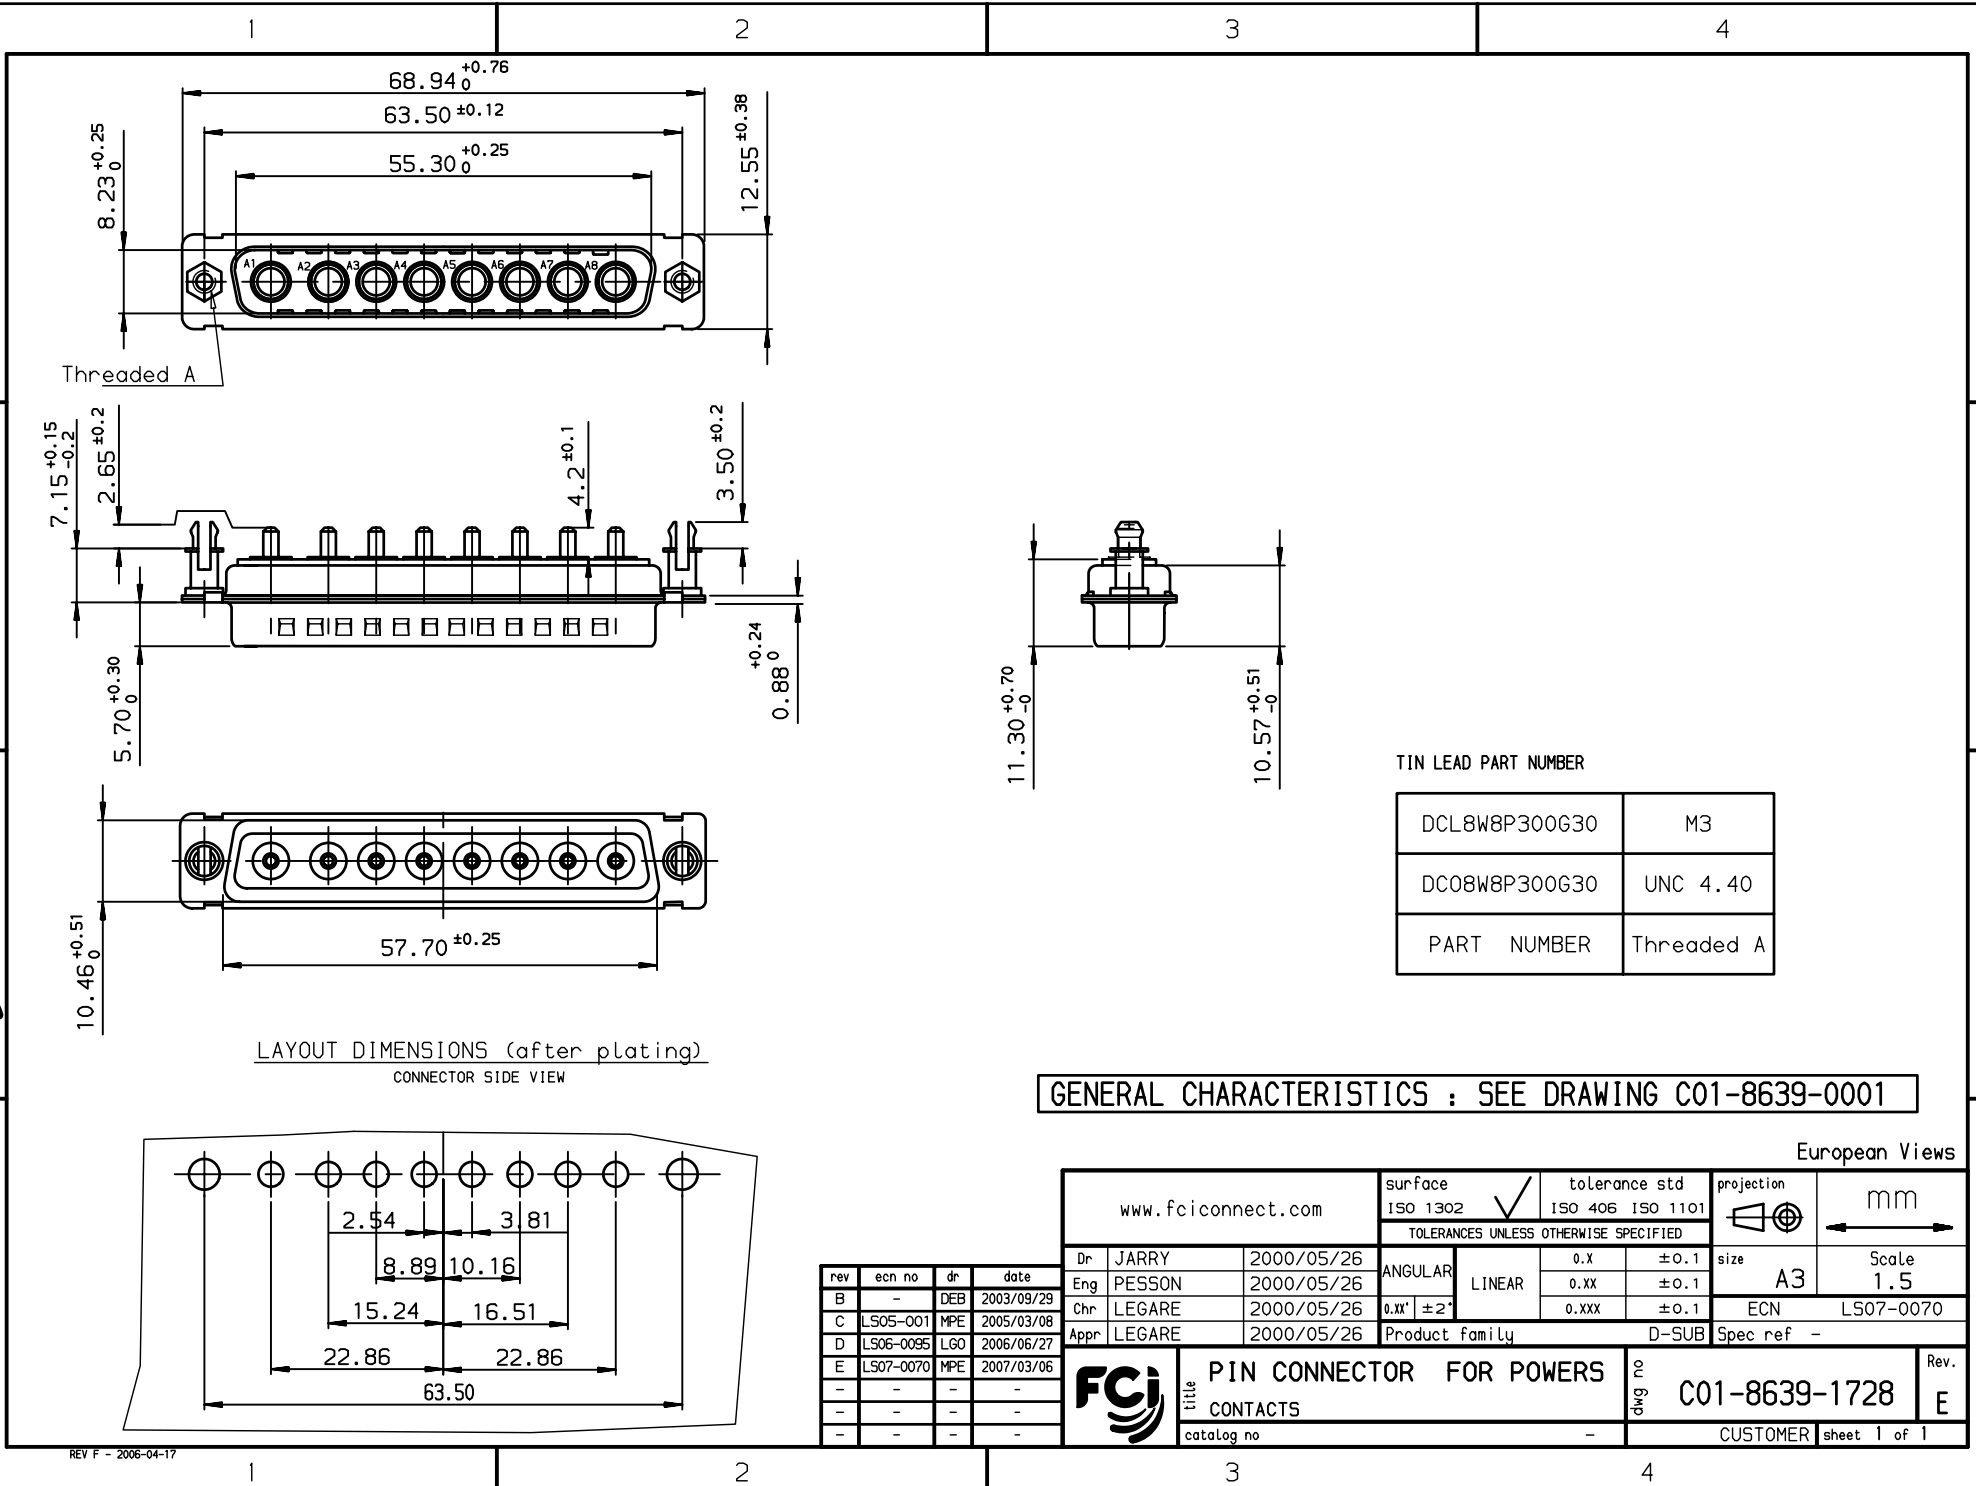 1 2 3 4
68.94 +0.76 0
63.50 ±0.12
55.30 +0.25 0
8.23 +0.25 0
12.55 ±0.38
A1 A2 A3 A4 A5 A6 A7 A8
Threaded A
7.15 +0.15 -0.2
2.65 ±0.2
4.2 ±0.1
3.50 ±0.2
5.70 +0.30 0
0.88 +0.24 0
11.30 +0.70 -0
10.57 +0.51 -0
TIN LEAD PART NUMBER
DCL8W8P300G30 M3
DC08W8P300G30 UNC 4.40
PART NUMBER Threaded A
10.46 +0.51 0
57.70 ±0.25
LAYOUT DIMENSIONS (after plating)
CONNECTOR SIDE VIEW
GENERAL CHARACTERISTICS : SEE DRAWING C01-8639-0001
European Views
2.54 3.81
8.89 10.16
15.24 16.51
22.86 22.86
63.50
rev ecn no dr date
B - DEB 2003/09/29
C LS05-001 MPE 2005/03/08
D LS06-0095 LGO 2006/06/27
E LS07-0070 MPE 2007/03/06
- - - -
- - - -
- - - -
www.fciconnect.com
surface
ISO 1302
tolerance std
ISO 406 ISO 1101
projection
mm
TOLERANCES UNLESS OTHERWISE SPECIFIED
Dr JARRY 2000/05/26
Eng PESSON 2000/05/26
Chr LEGARE 2000/05/26
Appr LEGARE 2000/05/26
ANGULAR
0.XX° ±2°
LINEAR
0.X ±0.1
0.XX ±0.1
0.XXX ±0.1
size A3
Scale
1.5
ECN LS07-0070
Product family D-SUB
Spec ref -
FCi
title
PIN CONNECTOR FOR POWERS
CONTACTS
dwg no
C01-8639-1728
Rev.
E
catalog no -
CUSTOMER sheet 1 of 1
REV F - 2006-04-17
1 2 3 4